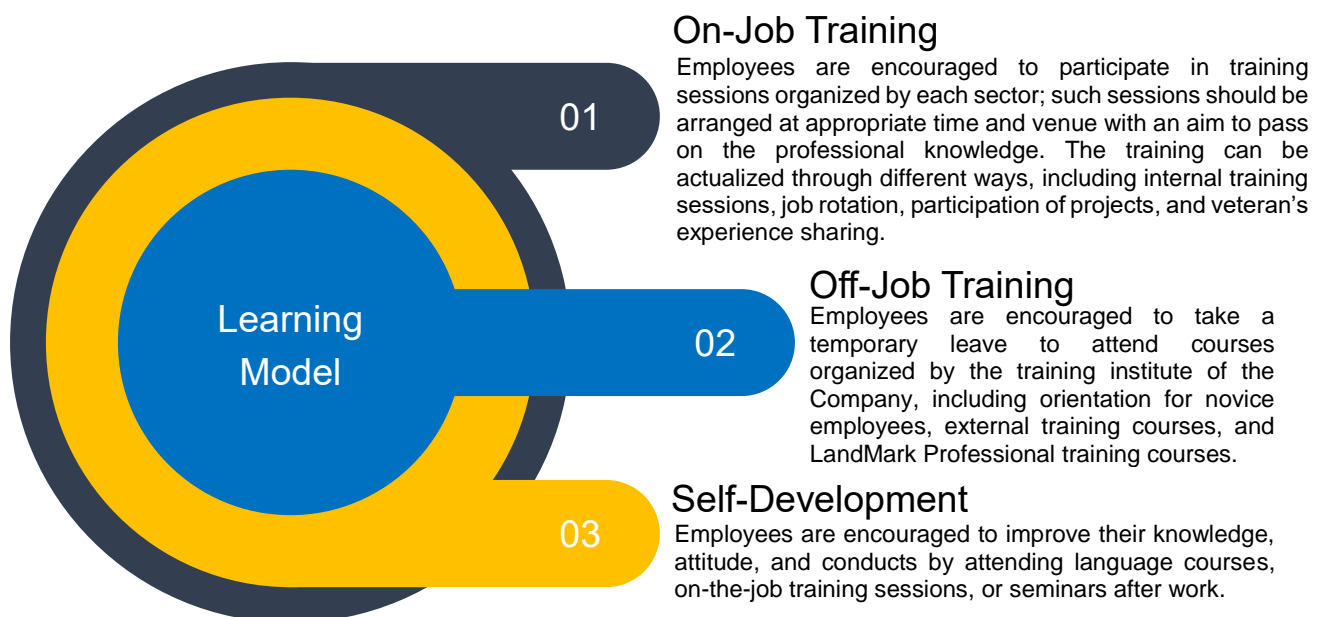 On-Job Training
Employees are encouraged to participate in training
sessions organized by each sector; such sessions should be
arranged at appropriate time and venue with an aim to pass
on the professional knowledge. The training can be
actualized through different ways, including internal training
sessions, job rotation, participation of projects, and veteran’s
experience sharing.
01
Off-Job Training
Employees are encouraged to take a
temporary leave to attend courses
organized by the training institute of the
Company, including orientation for novice
employees, external training courses, and
LandMark Professional training courses.
Learning
Model
02
Self-Development
Employees are encouraged to improve their knowledge,
attitude, and conducts by attending language courses,
on-the-job training sessions, or seminars after work.
03